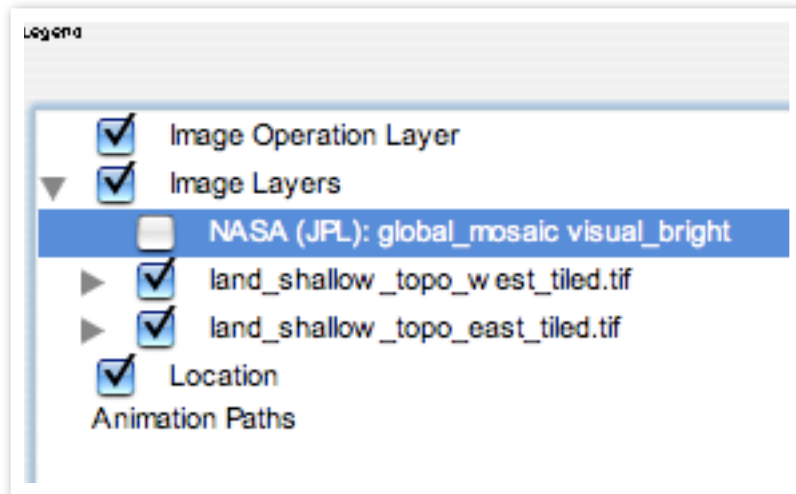 Legend
Image Operation Layer
Image Layers
NASA (JPL): global_mosaic visual_bright
land_shallow_topo_west_tiled.tif
land_shallow_topo_east_tiled.tif
Location
Animation Paths